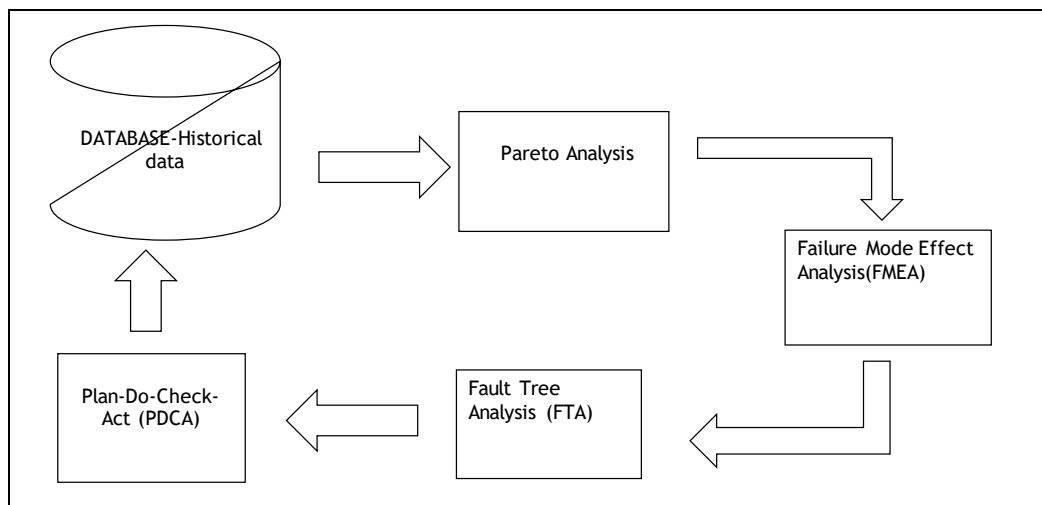 DATABASE-Historical
data
Pareto Analysis
Failure Mode Effect
Analysis(FMEA)
Fault Tree
Analysis (FTA)
Plan-Do-Check-
Act (PDCA)